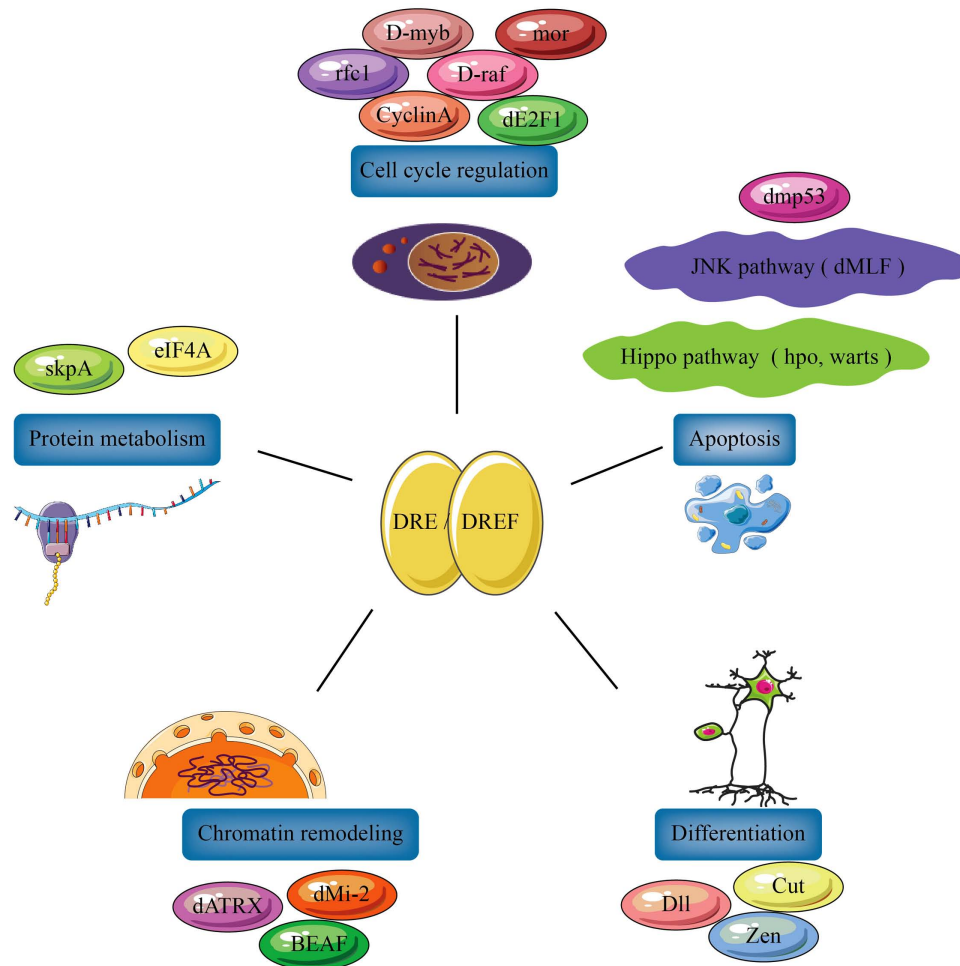 D-myb
mor
rfc1
D-raf
CyclinA
dE2F1
Cell cycle regulation
dmp53
JNK pathway ( dMLF )
Hippo pathway ( hpo, warts )
Apoptosis
eIF4A
skpA
Protein metabolism
DRE / DREF
Chromatin remodeling
dATRX
dMi-2
BEAF
Differentiation
Dll
Cut
Zen